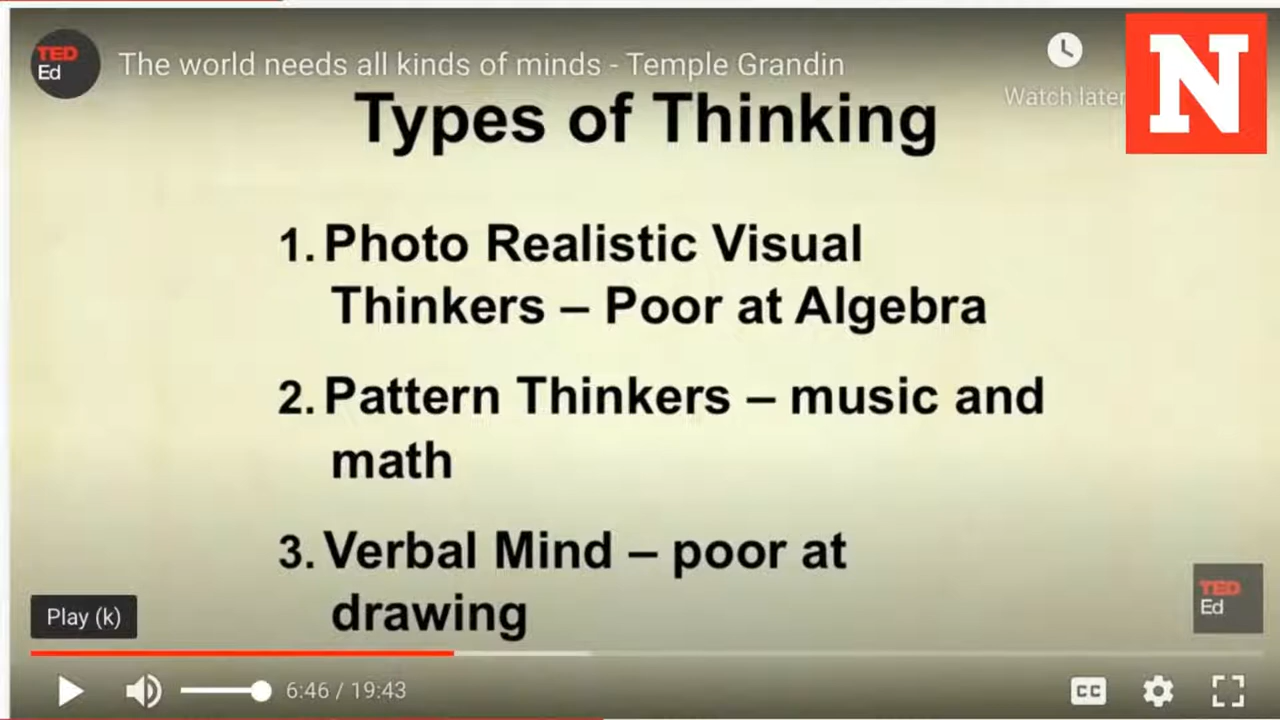 TED
Ed
The world needs all kinds of minds - Temple Grandin
Watch later
N
Types of Thinking
1. Photo Realistic Visual
Thinkers – Poor at Algebra
2. Pattern Thinkers – music and
math
3. Verbal Mind – poor at
drawing
TED
Ed
Play (k)
6:46 / 19:43
CC